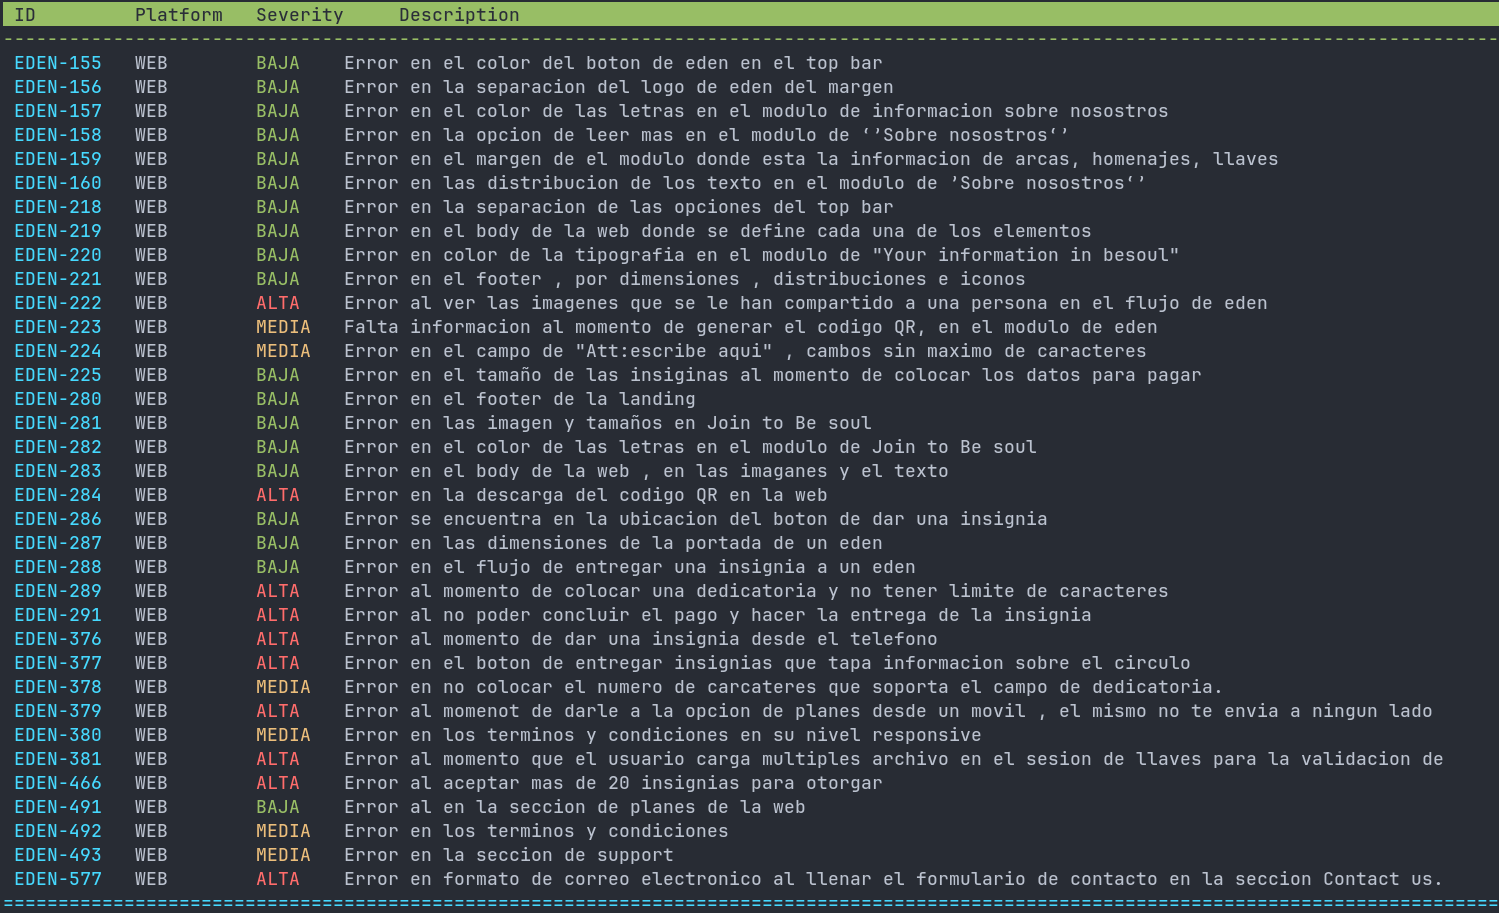 ID Platform Severity Description
EDEN-155 WEB BAJA Error en el color del boton de eden en el top bar
EDEN-156 WEB BAJA Error en la separacion del logo de eden del margen
EDEN-157 WEB BAJA Error en el color de las letras en el modulo de informacion sobre nosostros
EDEN-158 WEB BAJA Error en la opcion de leer mas en el modulo de ‘’Sobre nosostros‘’
EDEN-159 WEB BAJA Error en el margen de el modulo donde esta la informacion de arcas, homenajes, llaves
EDEN-160 WEB BAJA Error en las distribucion de los texto en el modulo de ’Sobre nosostros‘’
EDEN-218 WEB BAJA Error en la separacion de las opciones del top bar
EDEN-219 WEB BAJA Error en el body de la web donde se define cada una de los elementos
EDEN-220 WEB BAJA Error en color de la tipografia en el modulo de "Your information in besoul"
EDEN-221 WEB BAJA Error en el footer , por dimensiones , distribuciones e iconos
EDEN-222 WEB ALTA Error al ver las imagenes que se le han compartido a una persona en el flujo de eden
EDEN-223 WEB MEDIA Falta informacion al momento de generar el codigo QR, en el modulo de eden
EDEN-224 WEB MEDIA Error en el campo de "Att:escribe aqui" , cambos sin maximo de caracteres
EDEN-225 WEB BAJA Error en el tamaño de las insiginas al momento de colocar los datos para pagar
EDEN-280 WEB BAJA Error en el footer de la landing
EDEN-281 WEB BAJA Error en las imagen y tamaños en Join to Be soul
EDEN-282 WEB BAJA Error en el color de las letras en el modulo de Join to Be soul
EDEN-283 WEB BAJA Error en el body de la web , en las imaganes y el texto
EDEN-284 WEB ALTA Error en la descarga del codigo QR en la web
EDEN-286 WEB BAJA Error se encuentra en la ubicacion del boton de dar una insignia
EDEN-287 WEB BAJA Error en las dimensiones de la portada de un eden
EDEN-288 WEB BAJA Error en el flujo de entregar una insignia a un eden
EDEN-289 WEB ALTA Error al momento de colocar una dedicatoria y no tener limite de caracteres
EDEN-291 WEB ALTA Error al no poder concluir el pago y hacer la entrega de la insignia
EDEN-376 WEB ALTA Error al momento de dar una insignia desde el telefono
EDEN-377 WEB ALTA Error en el boton de entregar insignias que tapa informacion sobre el circulo
EDEN-378 WEB MEDIA Error en no colocar el numero de carcateres que soporta el campo de dedicatoria.
EDEN-379 WEB ALTA Error al momenot de darle a la opcion de planes desde un movil , el mismo no te envia a ningun lado
EDEN-380 WEB MEDIA Error en los terminos y condiciones en su nivel responsive
EDEN-381 WEB ALTA Error al momento que el usuario carga multiples archivo en el sesion de llaves para la validacion de
EDEN-466 WEB ALTA Error al aceptar mas de 20 insignias para otorgar
EDEN-491 WEB BAJA Error al en la seccion de planes de la web
EDEN-492 WEB MEDIA Error en los terminos y condiciones
EDEN-493 WEB MEDIA Error en la seccion de support
EDEN-577 WEB ALTA Error en formato de correo electronico al llenar el formulario de contacto en la seccion Contact us.